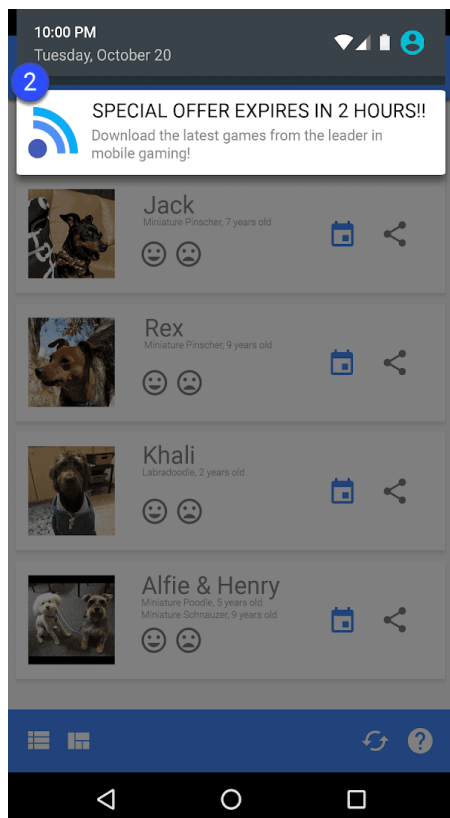 10:00 PM
Tuesday, October 20
2
SPECIAL OFFER EXPIRES IN 2 HOURS!!
Download the latest games from the leader in
mobile gaming!
Jack
Miniature Pinscher, 7 years old
Rex
Miniature Pinscher, 9 years old
Khali
Labradoodle, 2 years old
Alfie & Henry
Miniature Poodle, 5 years old
Miniature Schnauzer, 9 years old
?